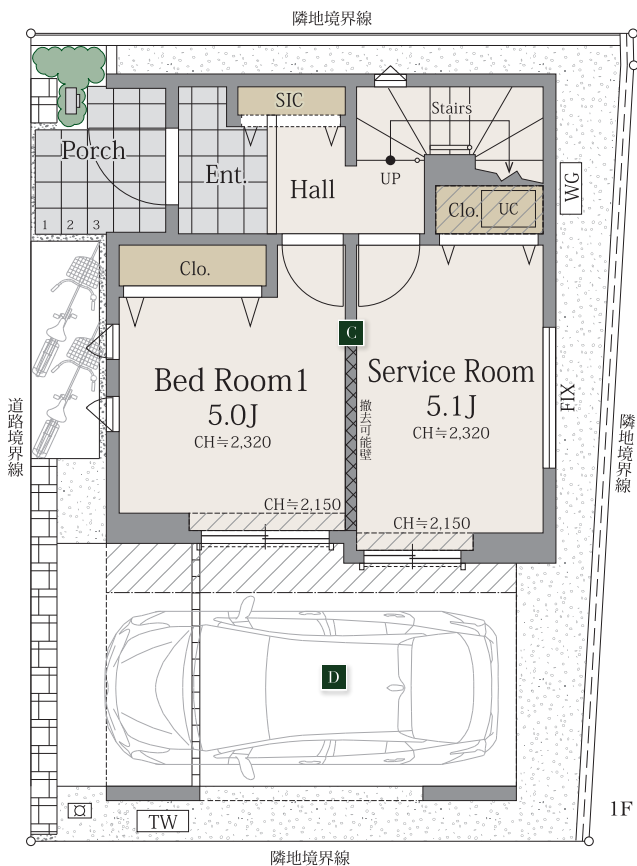 隣地境界線
SIC
Stairs
Porch
Ent.
Hall
UP
WG
Clo.
UC
1 2 3
Clo.
C
Bed Room1
5.0J
CH≒2,320
Service Room
5.1J
CH≒2,320
FIX
撤去可能壁
道路境界線
隣地境界線
CH≒2,150
CH≒2,150
D
TW
1F
隣地境界線